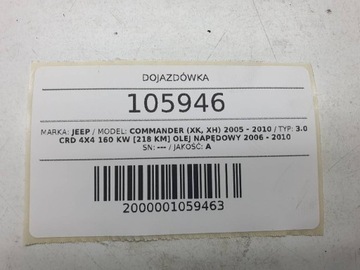 DOJAZDÓWKA
105946
MARKA: JEEP / MODEL: COMMANDER (XK, XH) 2005 - 2010 / TYP: 3.0
CRD 4X4 160 KW [218 KM] OLEJ NAPĘDOWY 2006 - 2010
SN: --- / JAKOŚĆ: A
2000001059463